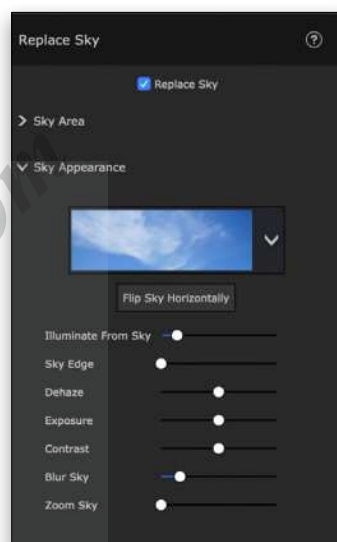 Replace Sky
Replace Sky
Sky Area
Sky Appearance
Flip Sky Horizontally
Illuminate From Sky
Sky Edge
Dehaze
Exposure
Contrast
Blur Sky
Zoom Sky